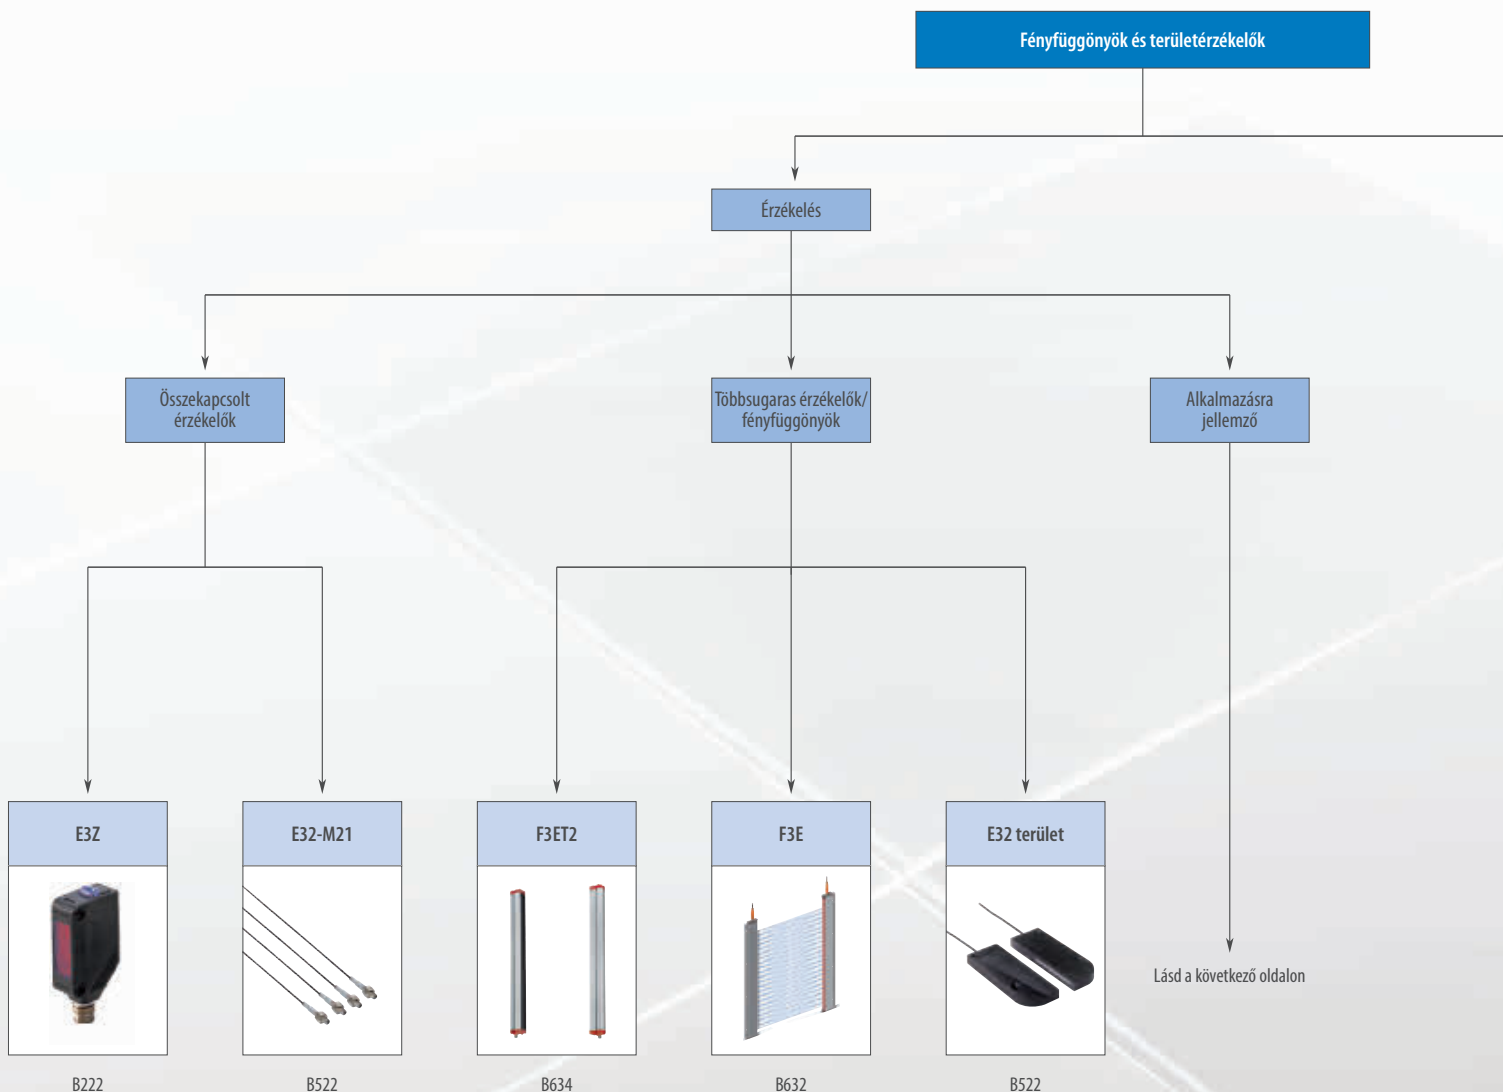 Fényfüggönyök és területérzékelők
Érzékelés
Összekapcsolt
érzékelők
Többsugaras érzékelők/
fényfüggönyök
Alkalmazásra
jellemző
E3Z
E32-M21
F3ET2
F3E
E32 terület
Lásd a következő oldalon
B222
B522
B634
B632
B522